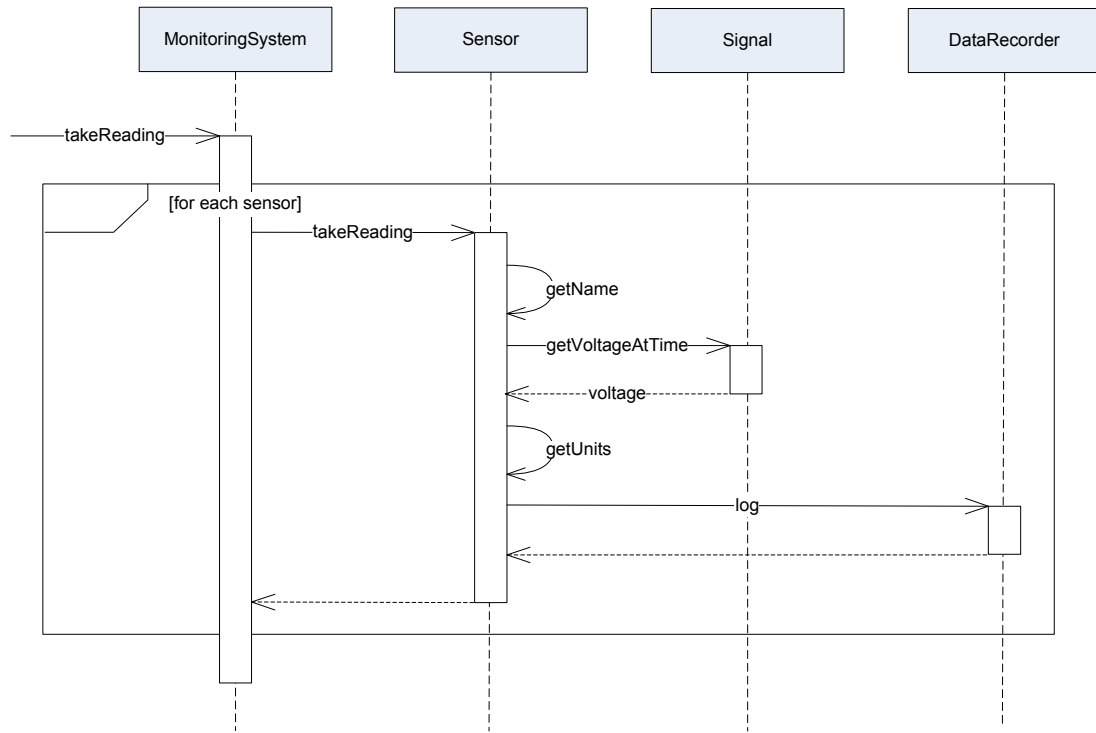 MonitoringSystem
Sensor
Signal
DataRecorder
takeReading
[for each sensor]
takeReading
getName
getVoltageAtTime
voltage
getUnits
log